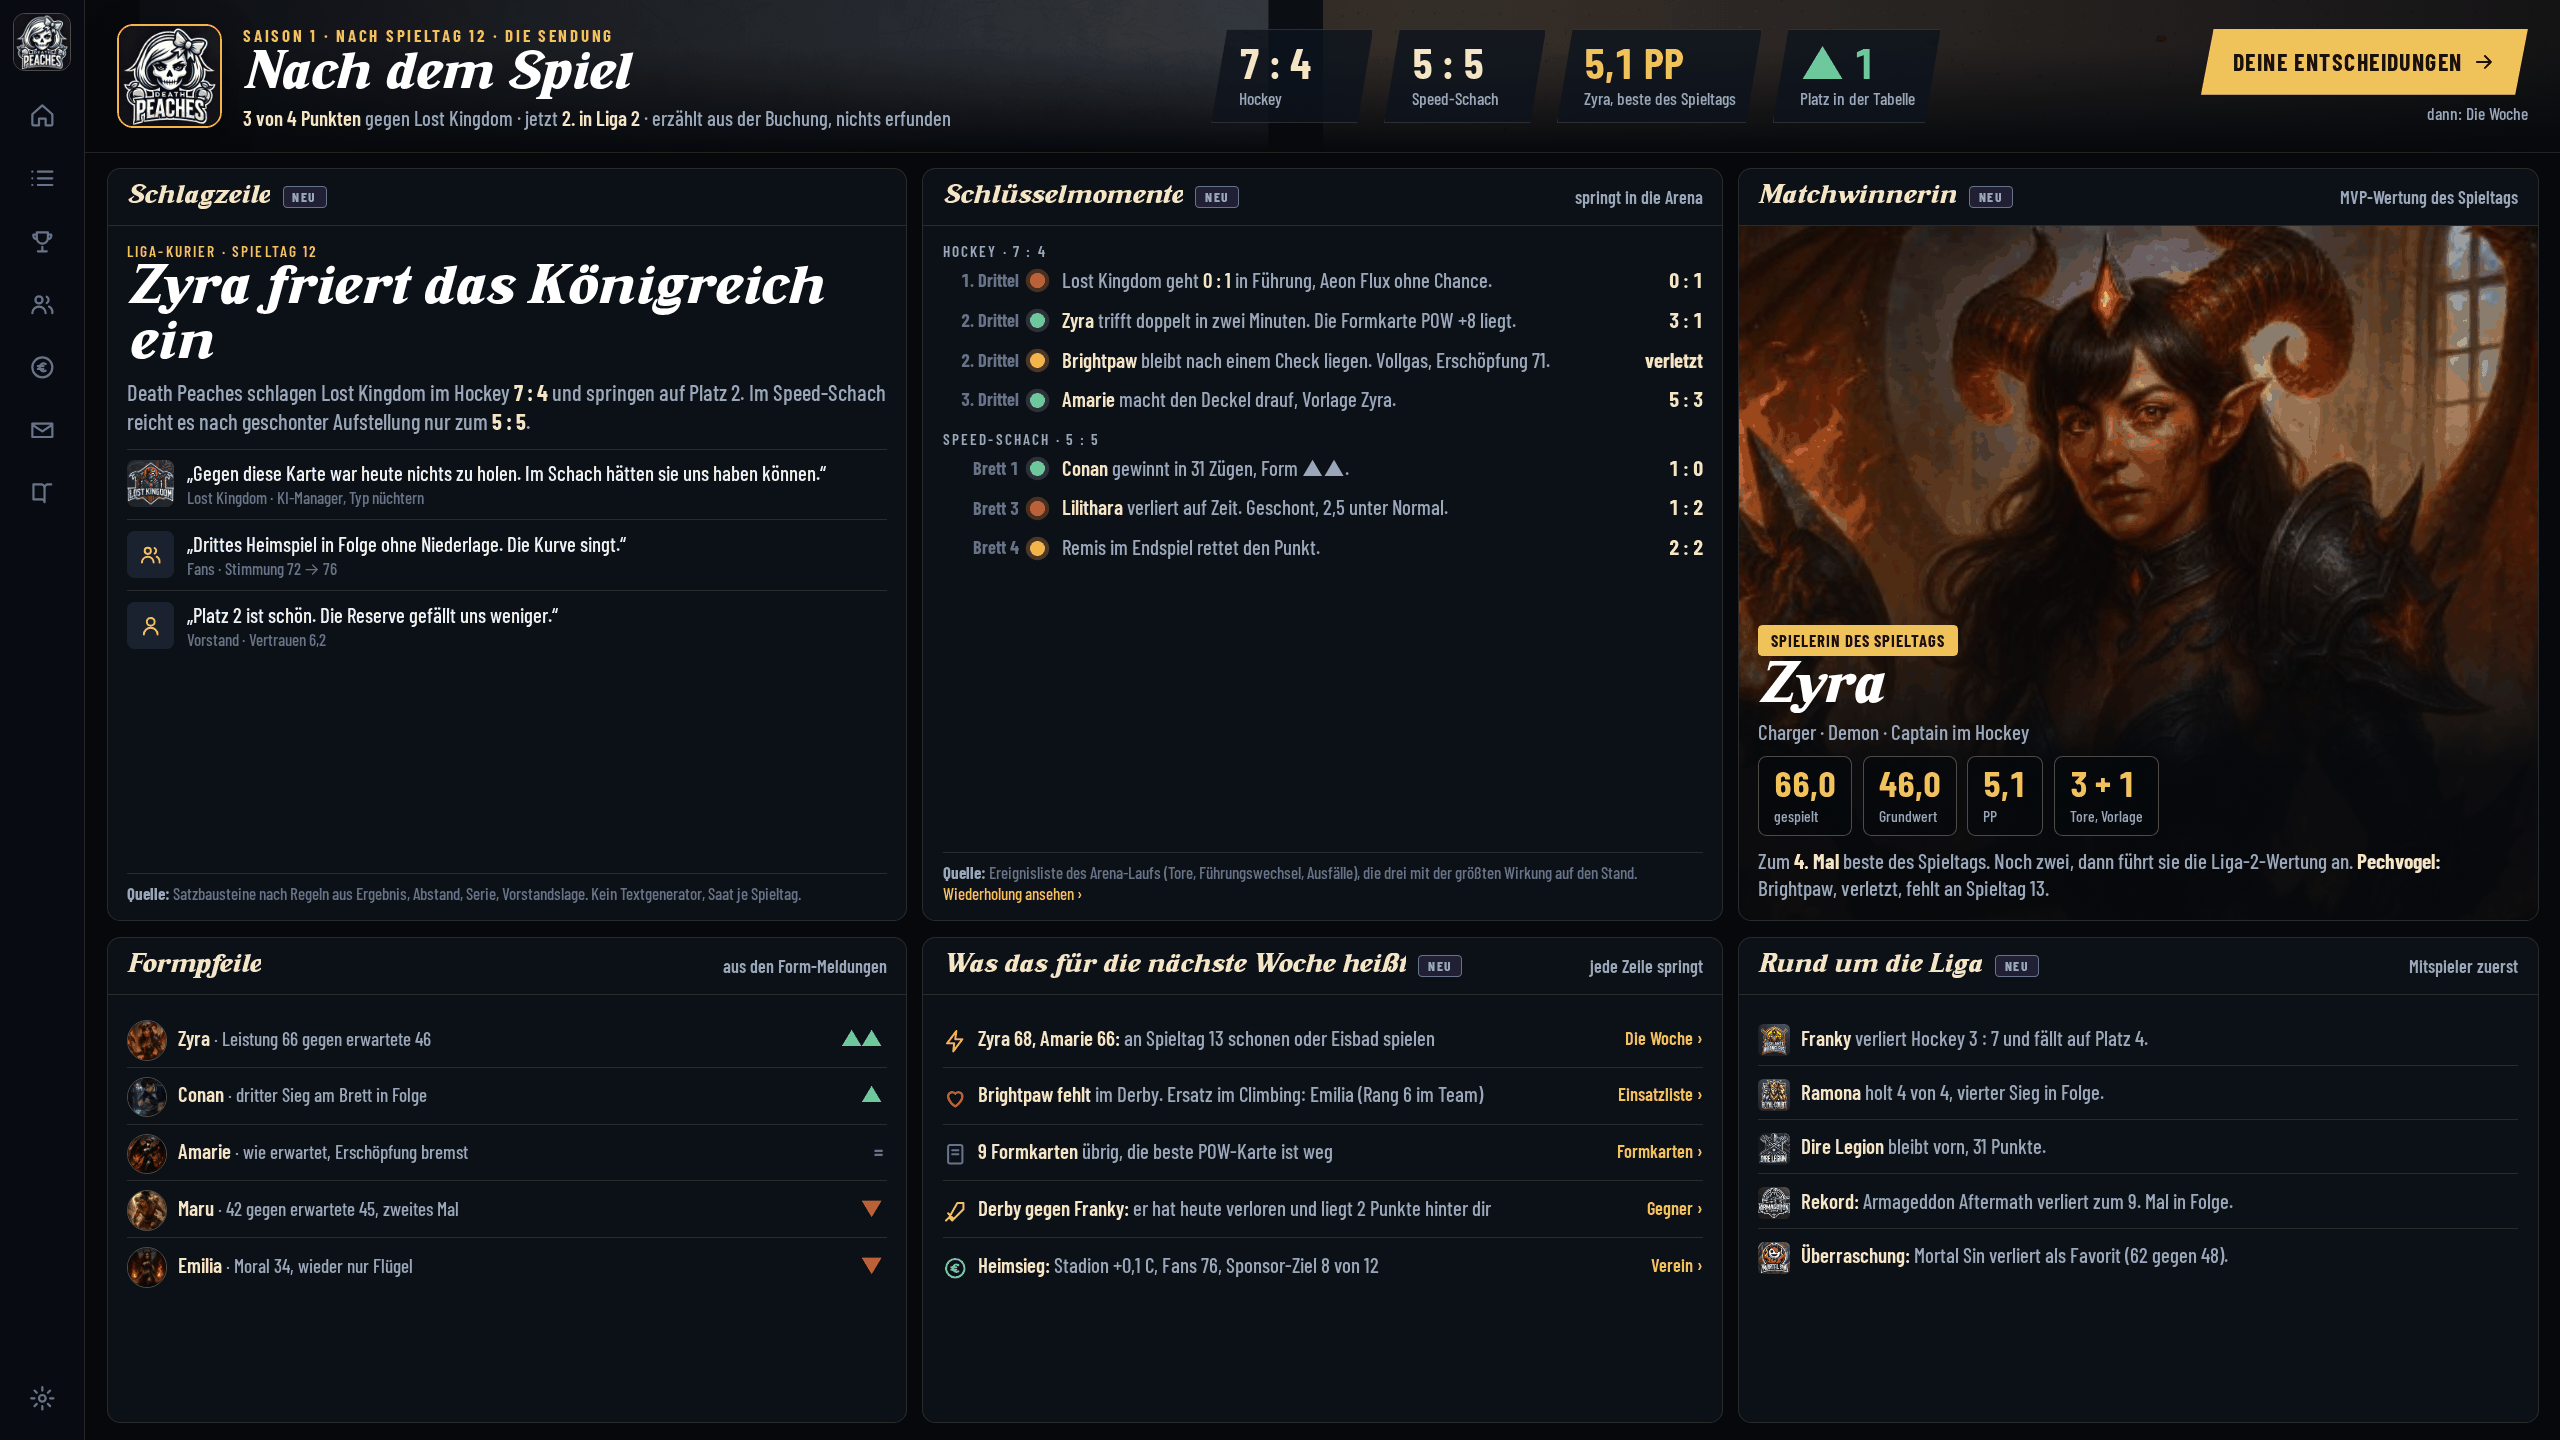 DEATH
PEACHES
DEATH
PEACHES
SAISON 1 · NACH SPIELTAG 12 · DIE SENDUNG
Nach dem Spiel
3 von 4 Punkten gegen Lost Kingdom · jetzt 2. in Liga 2 · erzählt aus der Buchung, nichts erfunden
7 : 4
Hockey
5 : 5
Speed-Schach
5,1 PP
Zyra, beste des Spieltags
▲ 1
Platz in der Tabelle
DEINE ENTSCHEIDUNGEN →
dann: Die Woche
Schlagzeile NEU
LIGA-KURIER · SPIELTAG 12
Zyra friert das Königreich
ein
Death Peaches schlagen Lost Kingdom im Hockey 7 : 4 und springen auf Platz 2. Im Speed-Schach
reicht es nach geschonter Aufstellung nur zum 5 : 5.
LOST KINGDOM
„Gegen diese Karte war heute nichts zu holen. Im Schach hätten sie uns haben können.“
Lost Kingdom · KI-Manager, Typ nüchtern
„Drittes Heimspiel in Folge ohne Niederlage. Die Kurve singt.“
Fans · Stimmung 72 → 76
„Platz 2 ist schön. Die Reserve gefällt uns weniger.“
Vorstand · Vertrauen 6,2
Quelle: Satzbausteine nach Regeln aus Ergebnis, Abstand, Serie, Vorstandslage. Kein Textgenerator, Saat je Spieltag.
Schlüsselmomente NEU springt in die Arena
HOCKEY · 7 : 4
1. Drittel Lost Kingdom geht 0 : 1 in Führung, Aeon Flux ohne Chance. 0 : 1
2. Drittel Zyra trifft doppelt in zwei Minuten. Die Formkarte POW +8 liegt. 3 : 1
2. Drittel Brightpaw bleibt nach einem Check liegen. Vollgas, Erschöpfung 71. verletzt
3. Drittel Amarie macht den Deckel drauf, Vorlage Zyra. 5 : 3
SPEED-SCHACH · 5 : 5
Brett 1 Conan gewinnt in 31 Zügen, Form ▲▲. 1 : 0
Brett 3 Lilithara verliert auf Zeit. Geschont, 2,5 unter Normal. 1 : 2
Brett 4 Remis im Endspiel rettet den Punkt. 2 : 2
Quelle: Ereignisliste des Arena-Laufs (Tore, Führungswechsel, Ausfälle), die drei mit der größten Wirkung auf den Stand.
Wiederholung ansehen ›
Matchwinnerin NEU MVP-Wertung des Spieltags
SPIELERIN DES SPIELTAGS
Zyra
Charger · Demon · Captain im Hockey
66,0
gespielt
46,0
Grundwert
5,1
PP
3 + 1
Tore, Vorlage
Zum 4. Mal beste des Spieltags. Noch zwei, dann führt sie die Liga-2-Wertung an. Pechvogel:
Brightpaw, verletzt, fehlt an Spieltag 13.
Formpfeile aus den Form-Meldungen
Zyra · Leistung 66 gegen erwartete 46 ▲▲
Conan · dritter Sieg am Brett in Folge ▲
Amarie · wie erwartet, Erschöpfung bremst =
Maru · 42 gegen erwartete 45, zweites Mal ▼
Emilia · Moral 34, wieder nur Flügel ▼
Was das für die nächste Woche heißt NEU jede Zeile springt
Zyra 68, Amarie 66: an Spieltag 13 schonen oder Eisbad spielen Die Woche ›
Brightpaw fehlt im Derby. Ersatz im Climbing: Emilia (Rang 6 im Team) Einsatzliste ›
9 Formkarten übrig, die beste POW-Karte ist weg Formkarten ›
Derby gegen Franky: er hat heute verloren und liegt 2 Punkte hinter dir Gegner ›
Heimsieg: Stadion +0,1 C, Fans 76, Sponsor-Ziel 8 von 12 Verein ›
Rund um die Liga NEU Mitspieler zuerst
Franky verliert Hockey 3 : 7 und fällt auf Platz 4.
Ramona holt 4 von 4, vierter Sieg in Folge.
Dire Legion bleibt vorn, 31 Punkte.
Rekord: Armageddon Aftermath verliert zum 9. Mal in Folge.
Überraschung: Mortal Sin verliert als Favorit (62 gegen 48).